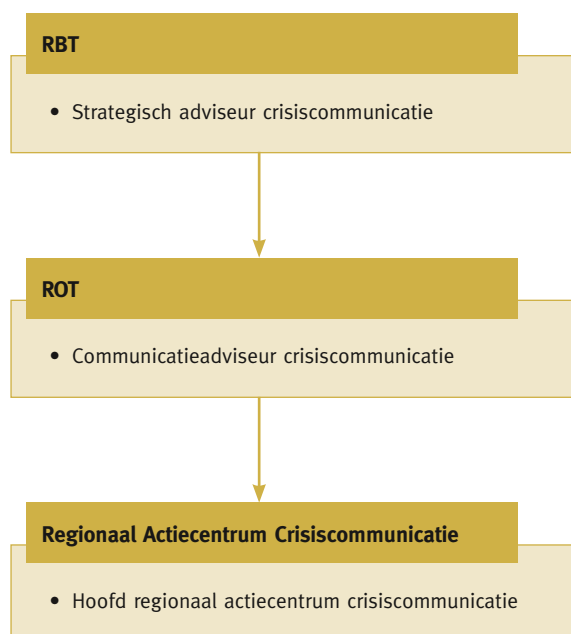 RBT
• Strategisch adviseur crisiscommunicatie
ROT
• Communicatieadviseur crisiscommunicatie
Regionaal Actiecentrum Crisiscommunicatie
• Hoofd regionaal actiecentrum crisiscommunicatie